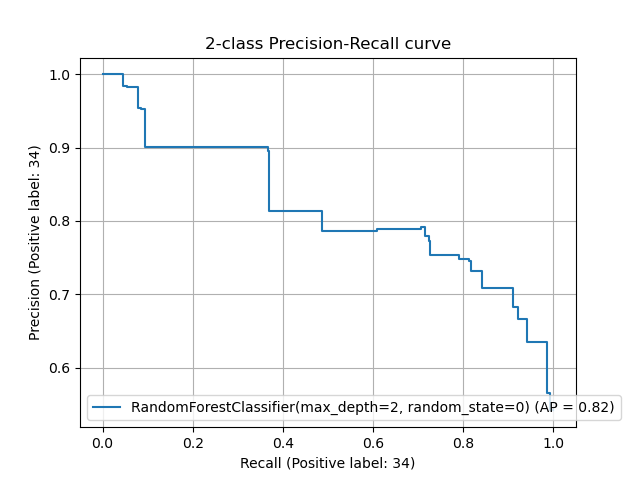 2-class Precision-Recall curve
Precision (Positive label: 34)
1.0
0.9
0.8
0.7
0.6
RandomForestClassifier(max_depth=2, random_state=0) (AP = 0.82)
0.0 0.2 0.4 0.6 0.8 1.0
Recall (Positive label: 34)